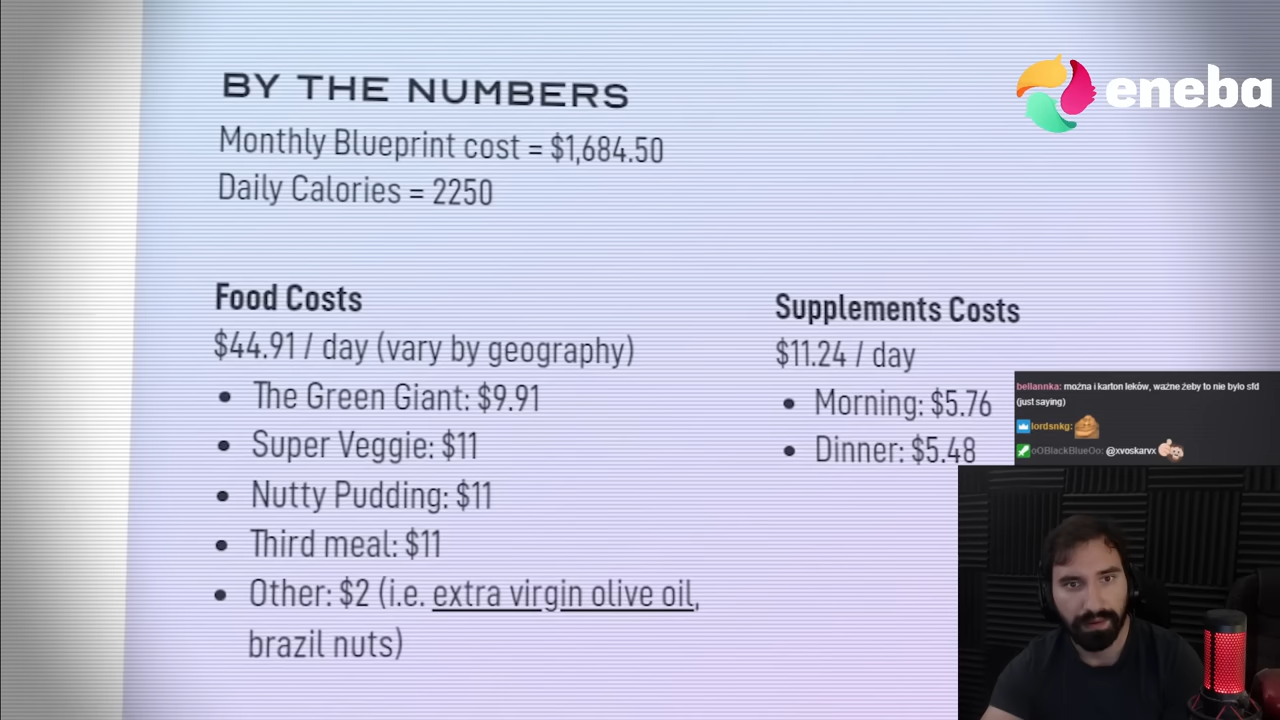 BY THE NUMBERS
Monthly Blueprint cost = $1,684.50
Daily Calories = 2250
Food Costs
$44.91 / day (vary by geography)
• The Green Giant: $9.91
• Super Veggie: $11
• Nutty Pudding: $11
• Third meal: $11
• Other: $2 (i.e. extra virgin olive oil,
brazil nuts)
Supplements Costs
$11.24 / day
• Morning: $5.76
• Dinner: $5.48
eneba
bellannka: można i karton leków, ważne żeby to nie było sfd
(just saying)
lordsnkg:
oOBlackBlueOo: @xvoskarvx